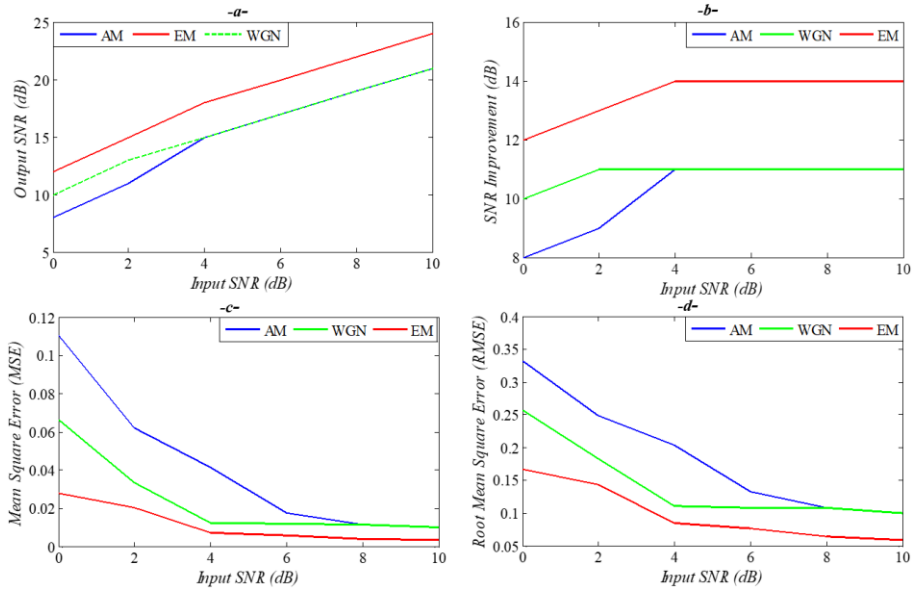 -a-
AM EM WGN
25
20
15
10
5
Output SNR (dB)
0 2 4 6 8 10
Input SNR (dB)
-b-
AM WGN EM
16
14
12
10
8
SNR Improvement (dB)
0 2 4 6 8 10
Input SNR (dB)
-c-
AM WGN EM
0.12
0.1
0.08
0.06
0.04
0.02
0
Mean Square Error (MSE)
0 2 4 6 8 10
Input SNR (dB)
-d-
AM WGN EM
0.4
0.35
0.3
0.25
0.2
0.15
0.1
0.05
Root Mean Square Error (RMSE)
0 2 4 6 8 10
Input SNR (dB)